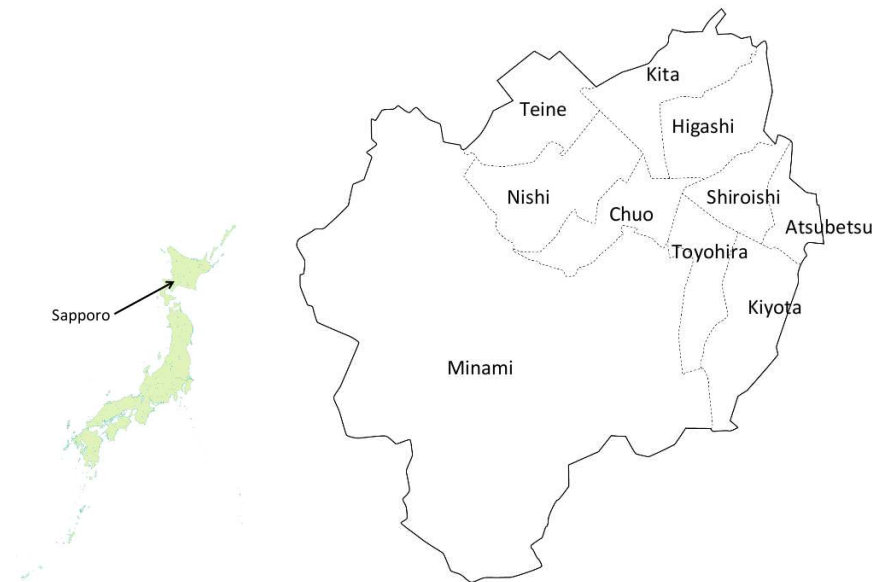 Kita
Teine
Higashi
Nishi
Shiroishi
Chuo
Atsubetsu
Toyohira
Kiyota
Sapporo
Minami